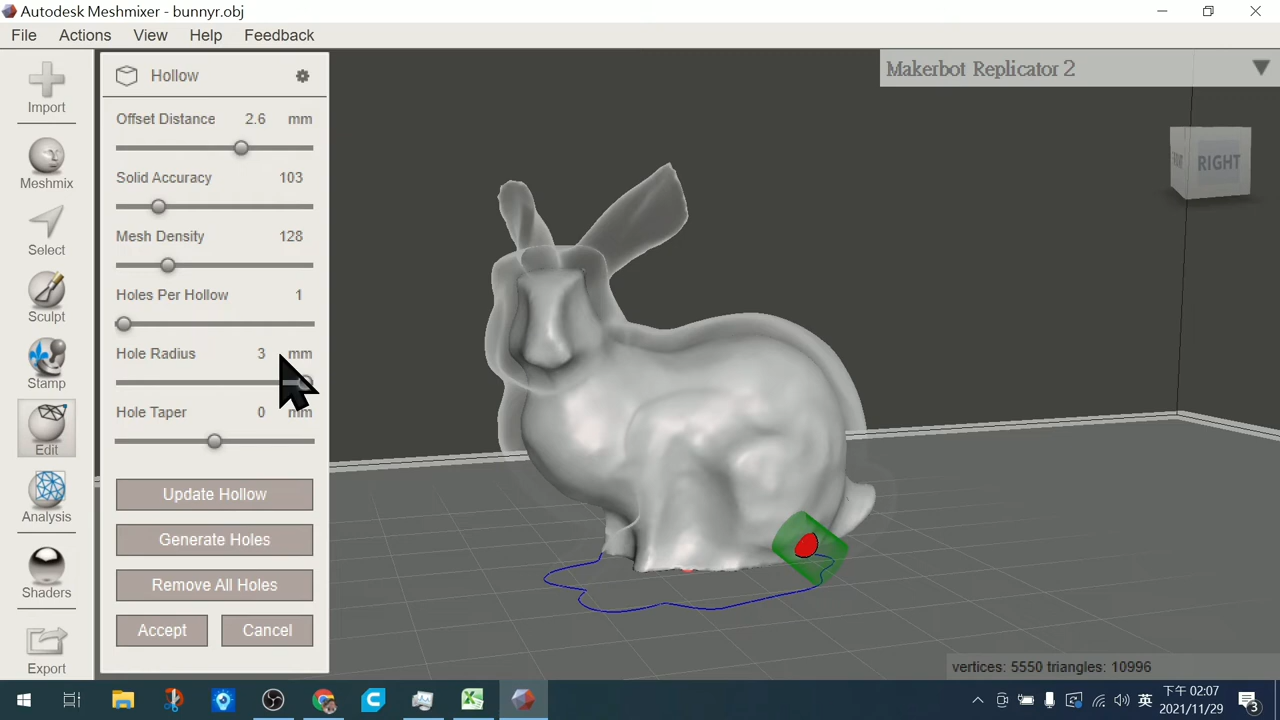 Autodesk Meshmixer - bunnyr.obj
File Actions View Help Feedback
Import
Meshmix
Select
Sculpt
Stamp
Edit
Analysis
Shaders
Export
Hollow
Offset Distance 2.6 mm
Solid Accuracy 103
Mesh Density 128
Holes Per Hollow 1
Hole Radius 3 mm
Hole Taper 0 mm
Update Hollow
Generate Holes
Remove All Holes
Accept Cancel
Makerbot Replicator 2
RIGHT
vertices: 5550 triangles: 10996
英
下午 02:07
2021/11/29
3